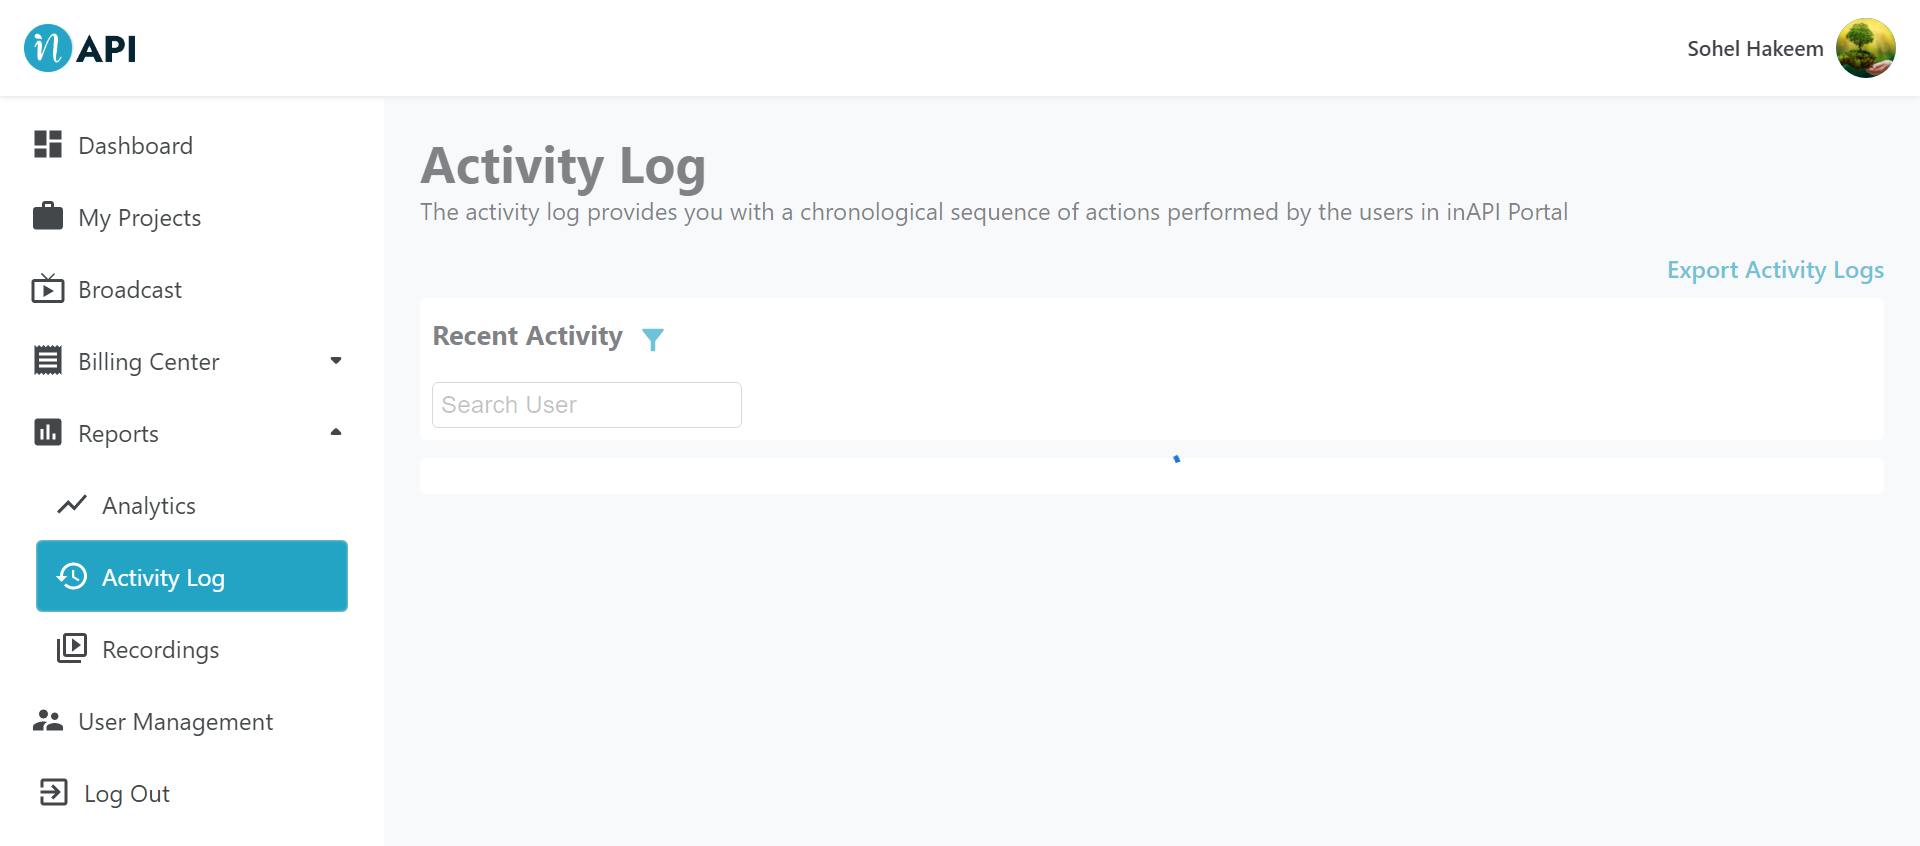 in API
Sohel Hakeem
Dashboard
My Projects
Broadcast
Billing Center
Reports
Analytics
Activity Log
Recordings
User Management
Log Out
Activity Log
The activity log provides you with a chronological sequence of actions performed by the users in inAPI Portal
Export Activity Logs
Recent Activity
Search User